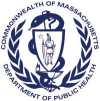 COMMONWEALTH OF MASSACHUSETTS
DEPARTMENT OF PUBLIC HEALTH